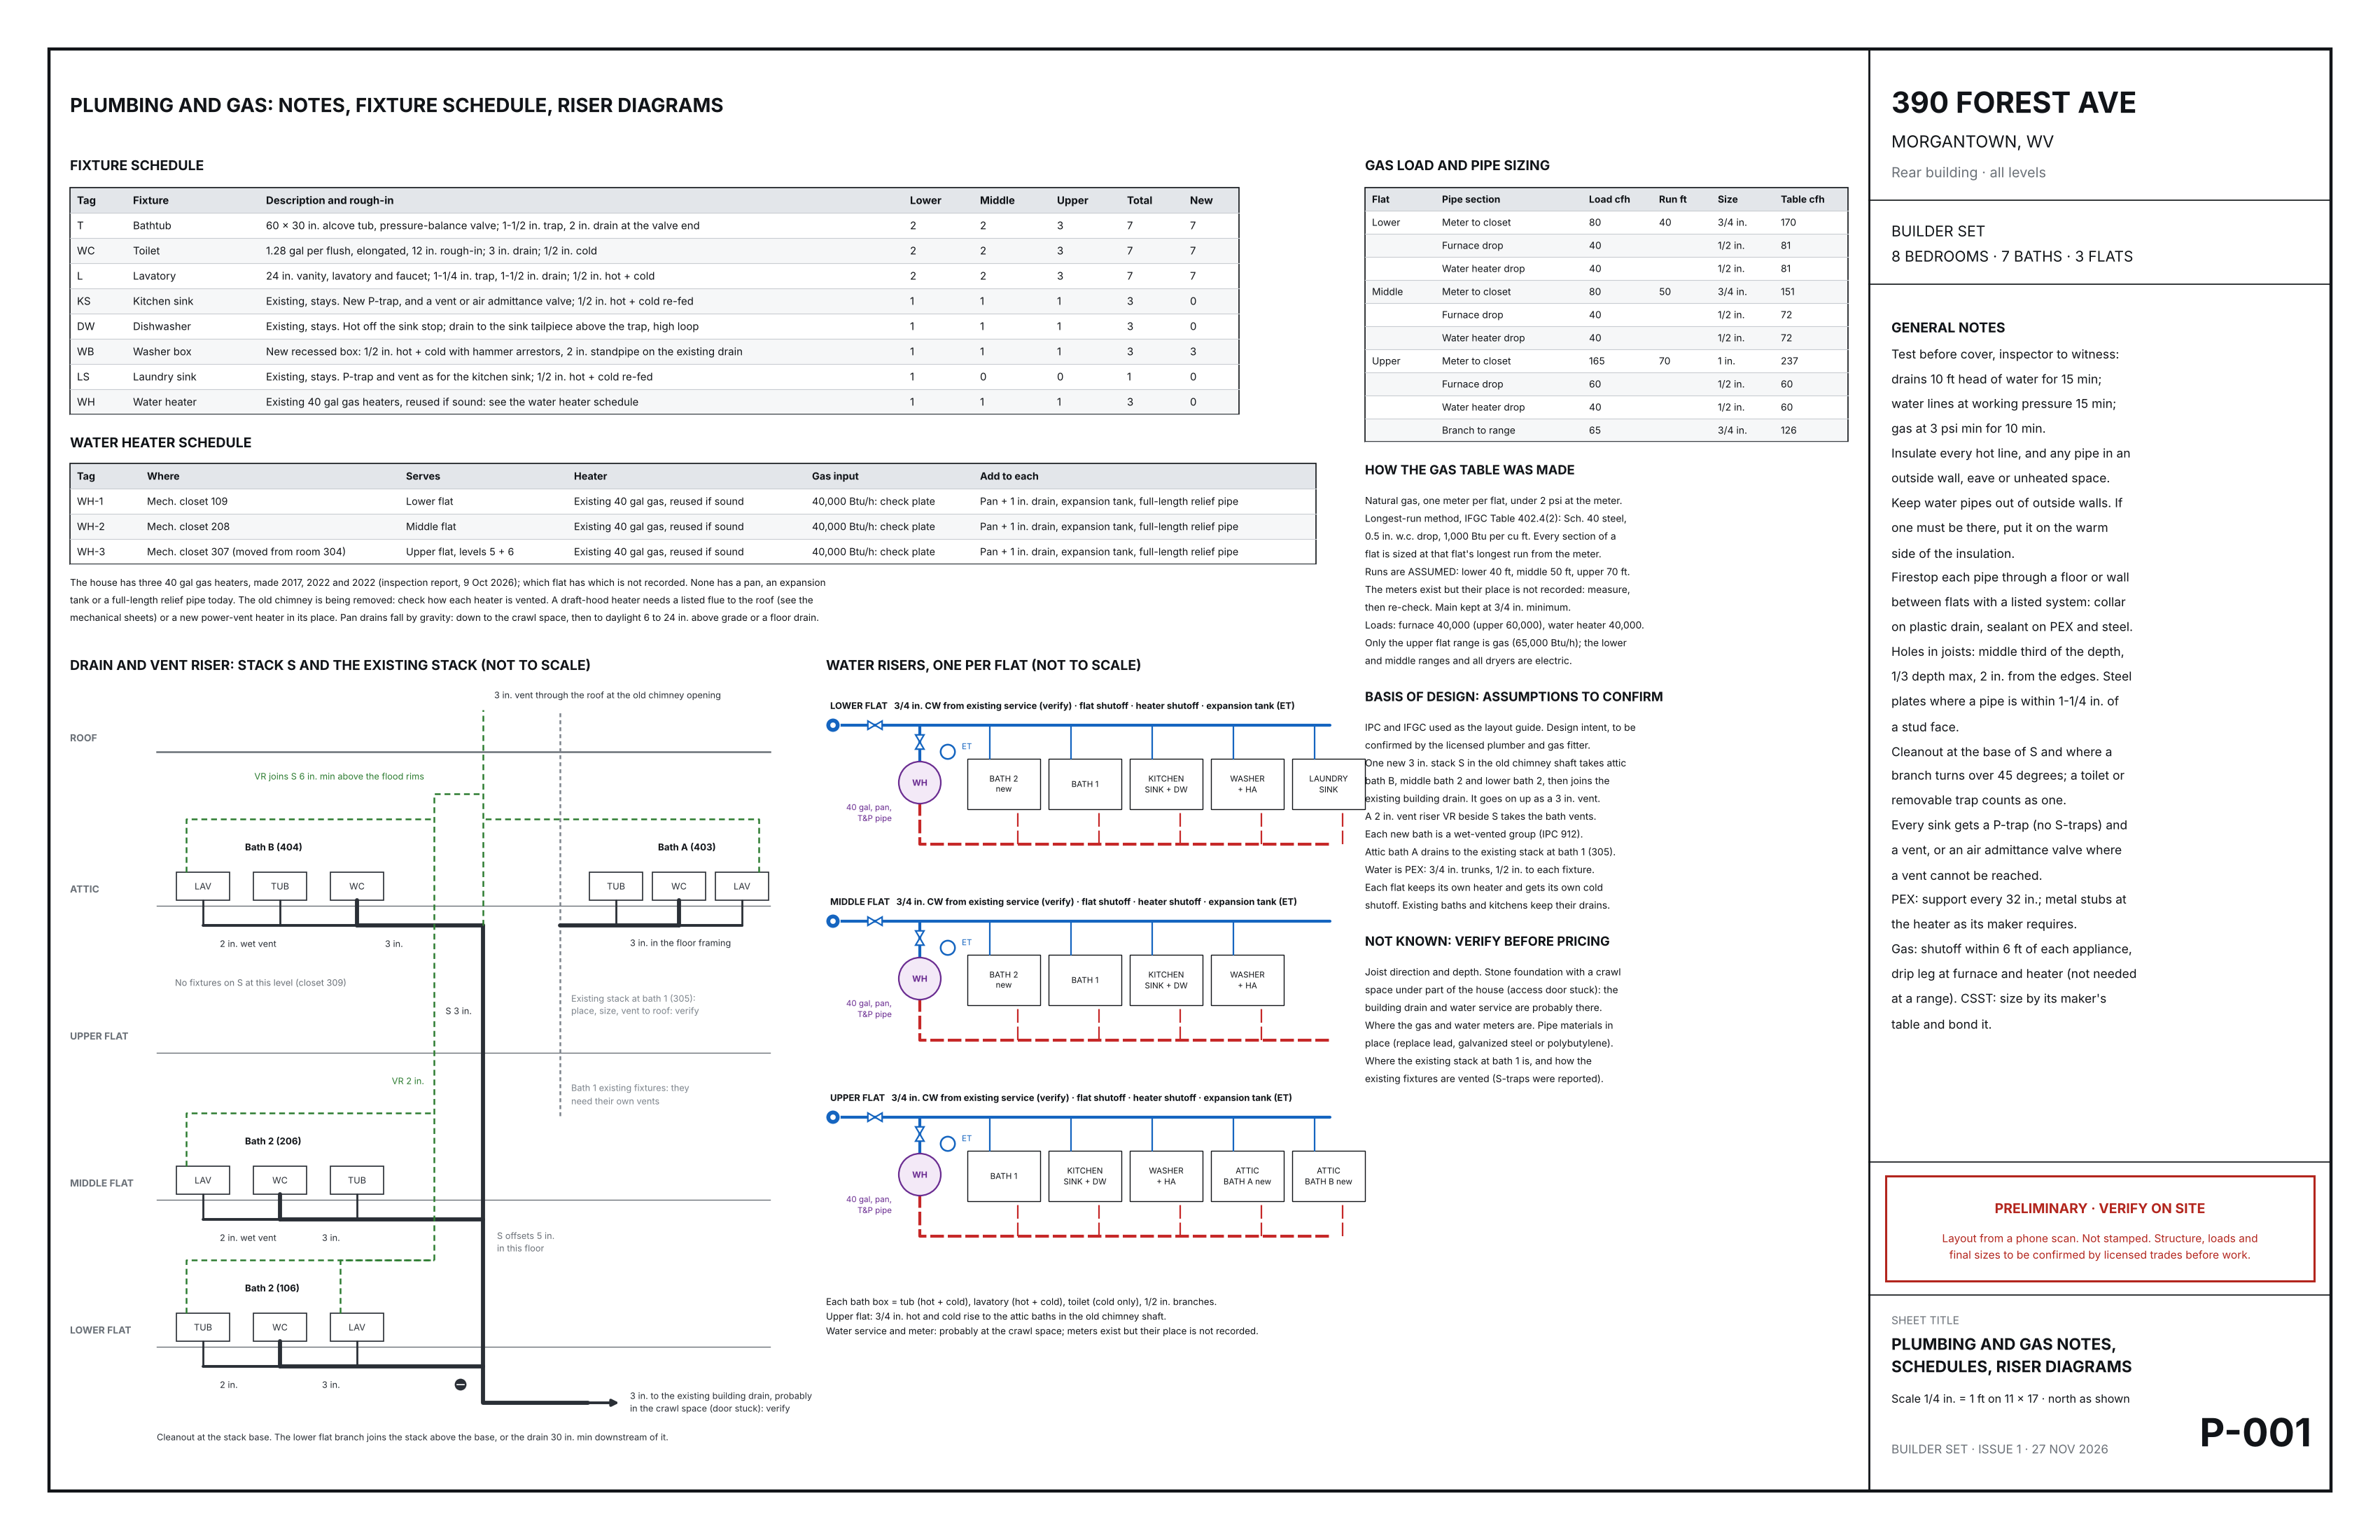 PLUMBING AND GAS: NOTES, FIXTURE SCHEDULE, RISER DIAGRAMS
FIXTURE SCHEDULE
Tag Fixture Description and rough-in Lower Middle Upper Total New
T Bathtub 60 × 30 in. alcove tub, pressure-balance valve; 1-1/2 in. trap, 2 in. drain at the valve end 2 2 3 7 7
WC Toilet 1.28 gal per flush, elongated, 12 in. rough-in; 3 in. drain; 1/2 in. cold 2 2 3 7 7
L Lavatory 24 in. vanity, lavatory and faucet; 1-1/4 in. trap, 1-1/2 in. drain; 1/2 in. hot + cold 2 2 3 7 7
KS Kitchen sink Existing, stays. New P-trap, and a vent or air admittance valve; 1/2 in. hot + cold re-fed 1 1 1 3 0
DW Dishwasher Existing, stays. Hot off the sink stop; drain to the sink tailpiece above the trap, high loop 1 1 1 3 0
WB Washer box New recessed box: 1/2 in. hot + cold with hammer arrestors, 2 in. standpipe on the existing drain 1 1 1 3 3
LS Laundry sink Existing, stays. P-trap and vent as for the kitchen sink; 1/2 in. hot + cold re-fed 1 0 0 1 0
WH Water heater Existing 40 gal gas heaters, reused if sound: see the water heater schedule 1 1 1 3 0
WATER HEATER SCHEDULE
Tag Where Serves Heater Gas input Add to each
WH-1 Mech. closet 109 Lower flat Existing 40 gal gas, reused if sound 40,000 Btu/h: check plate Pan + 1 in. drain, expansion tank, full-length relief pipe
WH-2 Mech. closet 208 Middle flat Existing 40 gal gas, reused if sound 40,000 Btu/h: check plate Pan + 1 in. drain, expansion tank, full-length relief pipe
WH-3 Mech. closet 307 (moved from room 304) Upper flat, levels 5 + 6 Existing 40 gal gas, reused if sound 40,000 Btu/h: check plate Pan + 1 in. drain, expansion tank, full-length relief pipe
The house has three 40 gal gas heaters, made 2017, 2022 and 2022 (inspection report, 9 Oct 2026); which flat has which is not recorded. None has a pan, an expansion
tank or a full-length relief pipe today. The old chimney is being removed: check how each heater is vented. A draft-hood heater needs a listed flue to the roof (see the
mechanical sheets) or a new power-vent heater in its place. Pan drains fall by gravity: down to the crawl space, then to daylight 6 to 24 in. above grade or a floor drain.
DRAIN AND VENT RISER: STACK S AND THE EXISTING STACK (NOT TO SCALE)
3 in. vent through the roof at the old chimney opening
ROOF
VR joins S 6 in. min above the flood rims
Bath B (404) Bath A (403)
ATTIC
LAV TUB WC TUB WC LAV
2 in. wet vent 3 in. 3 in. in the floor framing
No fixtures on S at this level (closet 309)
Existing stack at bath 1 (305):
place, size, vent to roof: verify
S 3 in.
UPPER FLAT
VR 2 in.
Bath 1 existing fixtures: they
need their own vents
Bath 2 (206)
MIDDLE FLAT
LAV WC TUB
2 in. wet vent 3 in.
S offsets 5 in.
in this floor
Bath 2 (106)
LOWER FLAT
TUB WC LAV
2 in. 3 in.
3 in. to the existing building drain, probably
in the crawl space (door stuck): verify
Cleanout at the stack base. The lower flat branch joins the stack above the base, or the drain 30 in. min downstream of it.
WATER RISERS, ONE PER FLAT (NOT TO SCALE)
LOWER FLAT 3/4 in. CW from existing service (verify) · flat shutoff · heater shutoff · expansion tank (ET)
ET
WH
40 gal, pan,
T&P pipe
BATH 2
new
BATH 1
KITCHEN
SINK + DW
WASHER
+ HA
LAUNDRY
SINK
MIDDLE FLAT 3/4 in. CW from existing service (verify) · flat shutoff · heater shutoff · expansion tank (ET)
ET
WH
40 gal, pan,
T&P pipe
BATH 2
new
BATH 1
KITCHEN
SINK + DW
WASHER
+ HA
UPPER FLAT 3/4 in. CW from existing service (verify) · flat shutoff · heater shutoff · expansion tank (ET)
ET
WH
40 gal, pan,
T&P pipe
BATH 1
KITCHEN
SINK + DW
WASHER
+ HA
ATTIC
BATH A new
ATTIC
BATH B new
Each bath box = tub (hot + cold), lavatory (hot + cold), toilet (cold only), 1/2 in. branches.
Upper flat: 3/4 in. hot and cold rise to the attic baths in the old chimney shaft.
Water service and meter: probably at the crawl space; meters exist but their place is not recorded.
GAS LOAD AND PIPE SIZING
Flat Pipe section Load cfh Run ft Size Table cfh
Lower Meter to closet 80 40 3/4 in. 170
Furnace drop 40 1/2 in. 81
Water heater drop 40 1/2 in. 81
Middle Meter to closet 80 50 3/4 in. 151
Furnace drop 40 1/2 in. 72
Water heater drop 40 1/2 in. 72
Upper Meter to closet 165 70 1 in. 237
Furnace drop 60 1/2 in. 60
Water heater drop 40 1/2 in. 60
Branch to range 65 3/4 in. 126
HOW THE GAS TABLE WAS MADE
Natural gas, one meter per flat, under 2 psi at the meter.
Longest-run method, IFGC Table 402.4(2): Sch. 40 steel,
0.5 in. w.c. drop, 1,000 Btu per cu ft. Every section of a
flat is sized at that flat's longest run from the meter.
Runs are ASSUMED: lower 40 ft, middle 50 ft, upper 70 ft.
The meters exist but their place is not recorded: measure,
then re-check. Main kept at 3/4 in. minimum.
Loads: furnace 40,000 (upper 60,000), water heater 40,000.
Only the upper flat range is gas (65,000 Btu/h); the lower
and middle ranges and all dryers are electric.
BASIS OF DESIGN: ASSUMPTIONS TO CONFIRM
IPC and IFGC used as the layout guide. Design intent, to be
confirmed by the licensed plumber and gas fitter.
One new 3 in. stack S in the old chimney shaft takes attic
bath B, middle bath 2 and lower bath 2, then joins the
existing building drain. It goes on up as a 3 in. vent.
A 2 in. vent riser VR beside S takes the bath vents.
Each new bath is a wet-vented group (IPC 912).
Attic bath A drains to the existing stack at bath 1 (305).
Water is PEX: 3/4 in. trunks, 1/2 in. to each fixture.
Each flat keeps its own heater and gets its own cold
shutoff. Existing baths and kitchens keep their drains.
NOT KNOWN: VERIFY BEFORE PRICING
Joist direction and depth. Stone foundation with a crawl
space under part of the house (access door stuck): the
building drain and water service are probably there.
Where the gas and water meters are. Pipe materials in
place (replace lead, galvanized steel or polybutylene).
Where the existing stack at bath 1 is, and how the
existing fixtures are vented (S-traps were reported).
390 FOREST AVE
MORGANTOWN, WV
Rear building · all levels
BUILDER SET
8 BEDROOMS · 7 BATHS · 3 FLATS
GENERAL NOTES
Test before cover, inspector to witness:
drains 10 ft head of water for 15 min;
water lines at working pressure 15 min;
gas at 3 psi min for 10 min.
Insulate every hot line, and any pipe in an
outside wall, eave or unheated space.
Keep water pipes out of outside walls. If
one must be there, put it on the warm
side of the insulation.
Firestop each pipe through a floor or wall
between flats with a listed system: collar
on plastic drain, sealant on PEX and steel.
Holes in joists: middle third of the depth,
1/3 depth max, 2 in. from the edges. Steel
plates where a pipe is within 1-1/4 in. of
a stud face.
Cleanout at the base of S and where a
branch turns over 45 degrees; a toilet or
removable trap counts as one.
Every sink gets a P-trap (no S-traps) and
a vent, or an air admittance valve where
a vent cannot be reached.
PEX: support every 32 in.; metal stubs at
the heater as its maker requires.
Gas: shutoff within 6 ft of each appliance,
drip leg at furnace and heater (not needed
at a range). CSST: size by its maker's
table and bond it.
PRELIMINARY · VERIFY ON SITE
Layout from a phone scan. Not stamped. Structure, loads and
final sizes to be confirmed by licensed trades before work.
SHEET TITLE
PLUMBING AND GAS NOTES,
SCHEDULES, RISER DIAGRAMS
Scale 1/4 in. = 1 ft on 11 × 17 · north as shown
BUILDER SET · ISSUE 1 · 27 NOV 2026
P-001